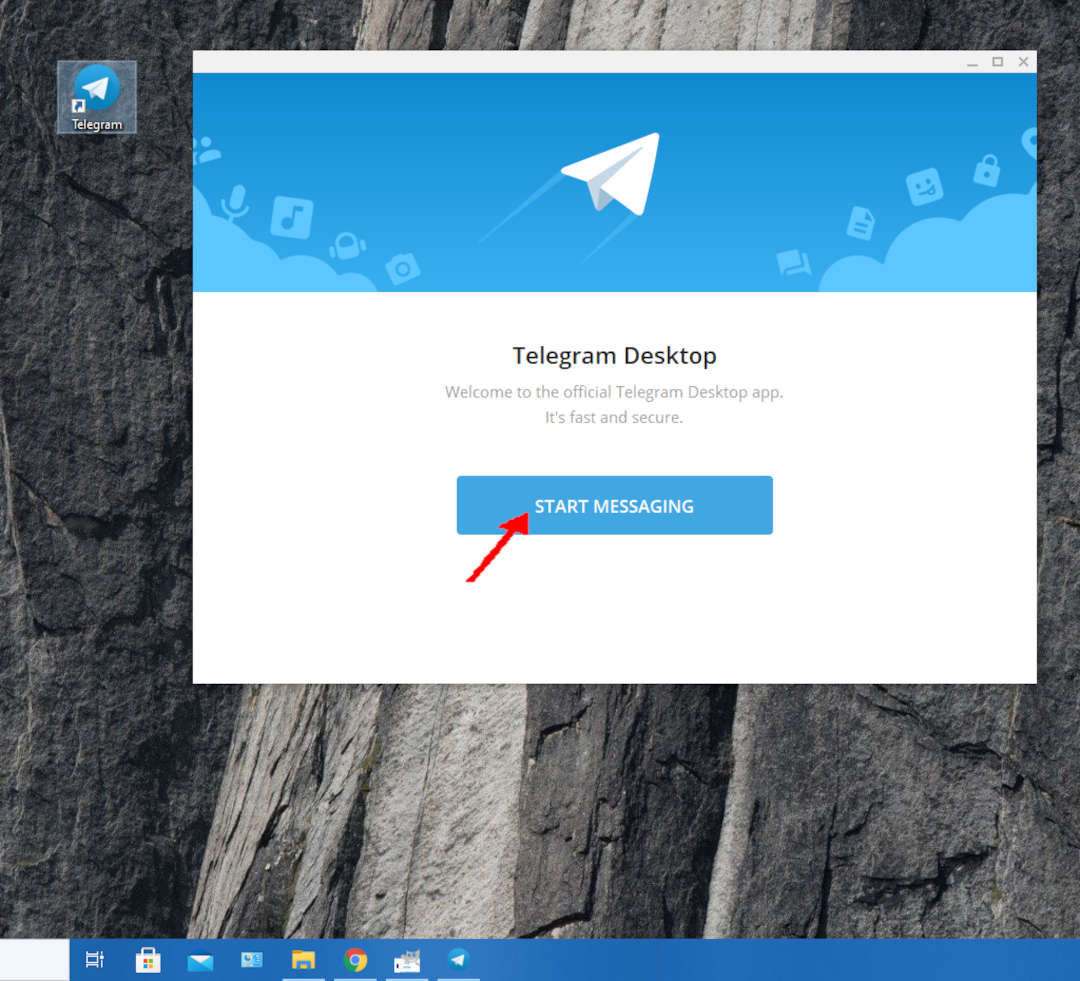 Telegram
Telegram Desktop
Welcome to the official Telegram Desktop app.
It's fast and secure.
START MESSAGING